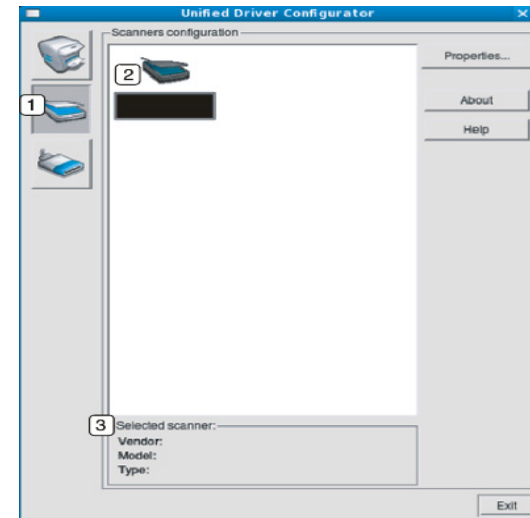 Unified Driver Configurator
Scanners configuration
Properties...
2
1
About
Help
3
Selected scanner:
Vendor:
Model:
Type:
Exit